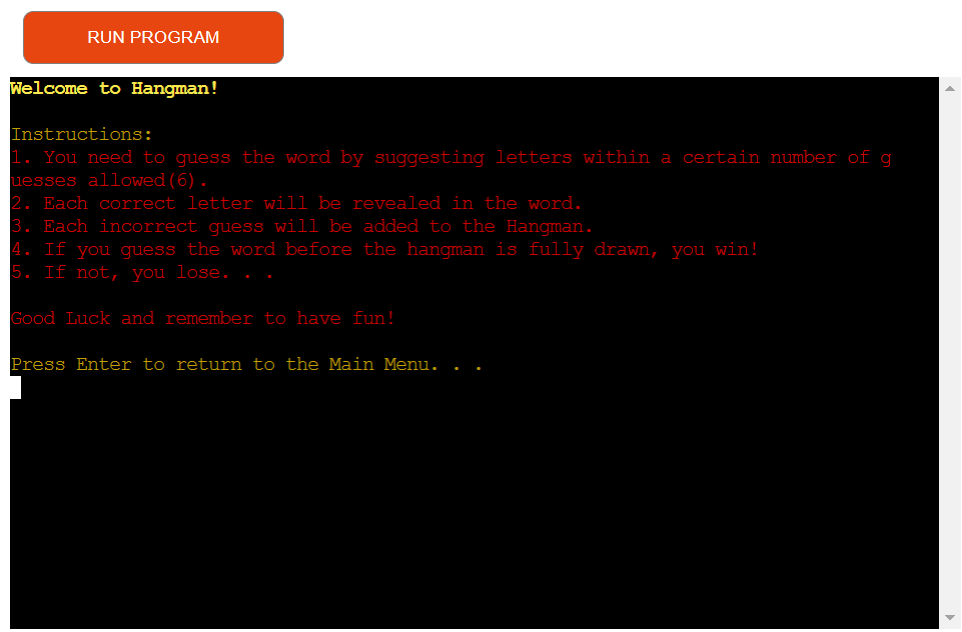 RUN PROGRAM
Welcome to Hangman!
Instructions:
1. You need to guess the word by suggesting letters within a certain number of g
uesses allowed(6).
2. Each correct letter will be revealed in the word.
3. Each incorrect guess will be added to the Hangman.
4. If you guess the word before the hangman is fully drawn, you win!
5. If not, you lose. . .
Good Luck and remember to have fun!
Press Enter to return to the Main Menu. . .